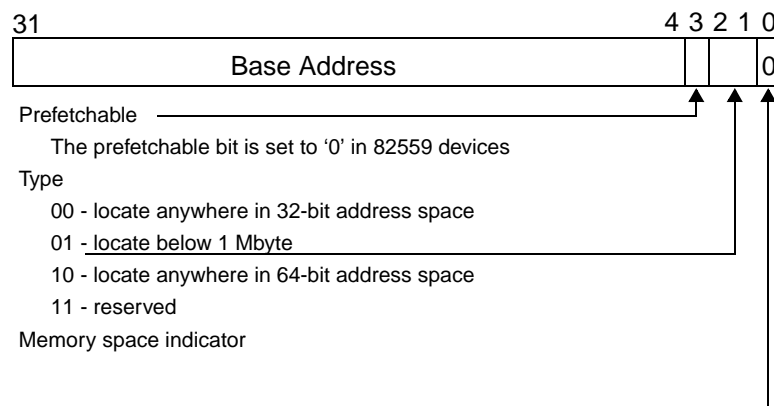 31 4 3 2 1 0
Base Address 0
Prefetchable
The prefetchable bit is set to ‘0’ in 82559 devices
Type
00 - locate anywhere in 32-bit address space
01 - locate below 1 Mbyte
10 - locate anywhere in 64-bit address space
11 - reserved
Memory space indicator